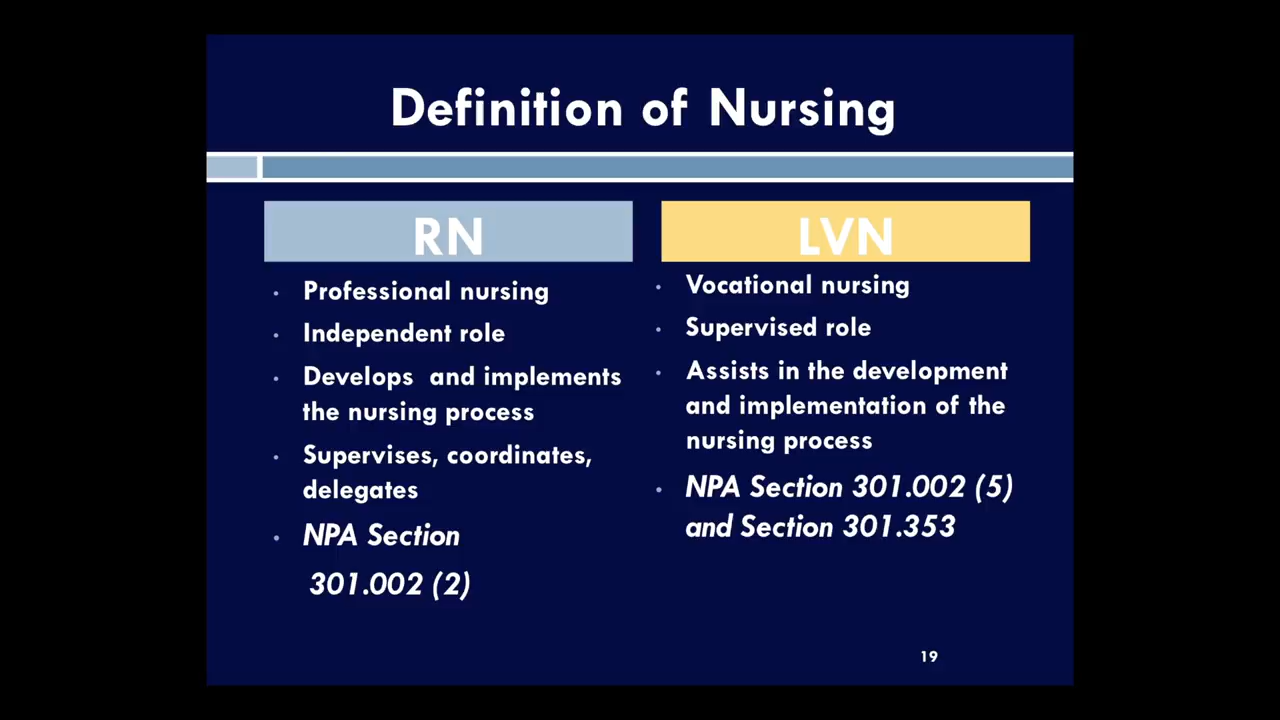 Definition of Nursing
RN
• Professional nursing
• Independent role
• Develops and implements
the nursing process
• Supervises, coordinates,
delegates
• NPA Section
301.002 (2)
LVN
• Vocational nursing
• Supervised role
• Assists in the development
and implementation of the
nursing process
• NPA Section 301.002 (5)
and Section 301.353
19